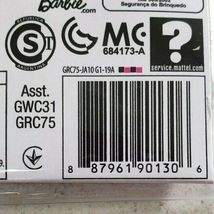 Barbie.com
Segurança do Brinquedo
S
MC
684173-A
?
service.mattel.com
GRC75-JA10 G1-19A
Asst.
GWC31
GRC75
8 87961 90130 6